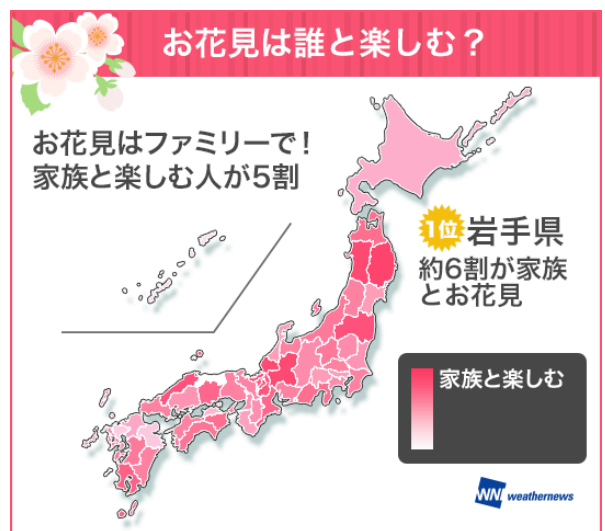 お花見は誰と楽しむ？
お花見はファミリーで！
家族と楽しむ人が5割
1位 岩手県
約6割が家族
とお花見
家族と楽しむ
WNI weathernews